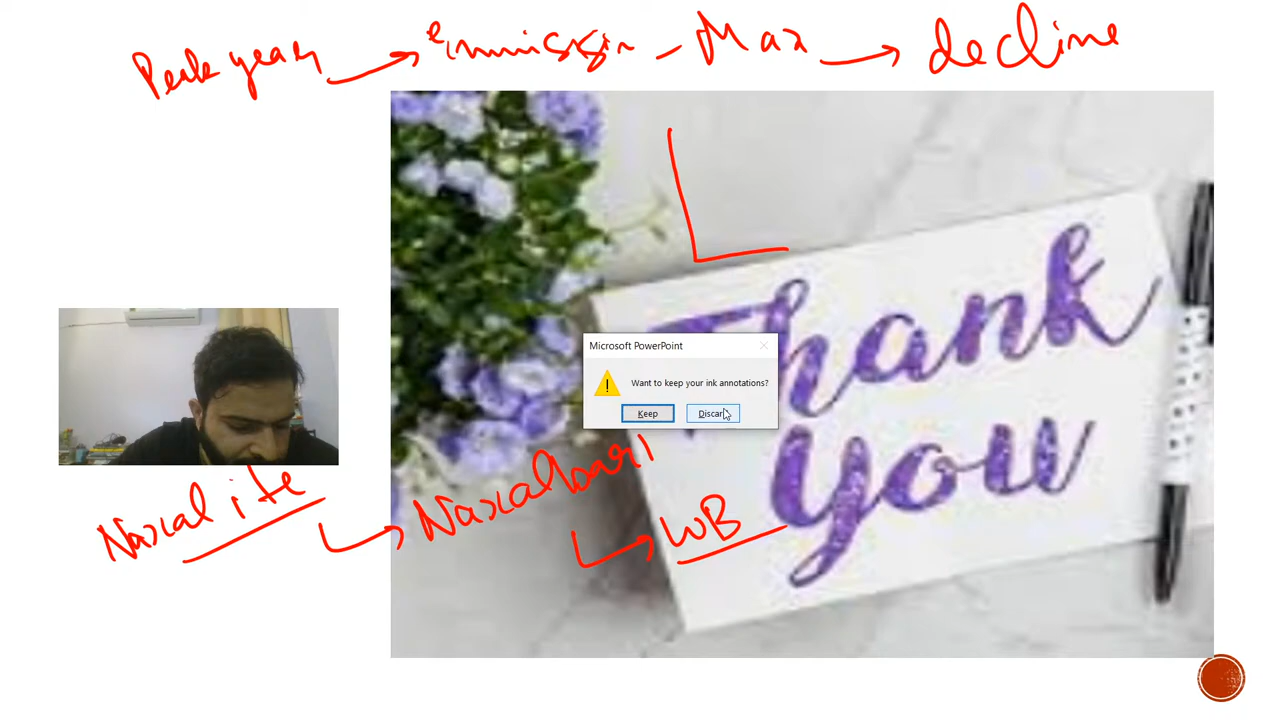 Peak year → emmission - Max → decline
Thank
You
Microsoft PowerPoint
Want to keep your ink annotations?
Keep Discard
Naxalite → Naxalbari
→ WB